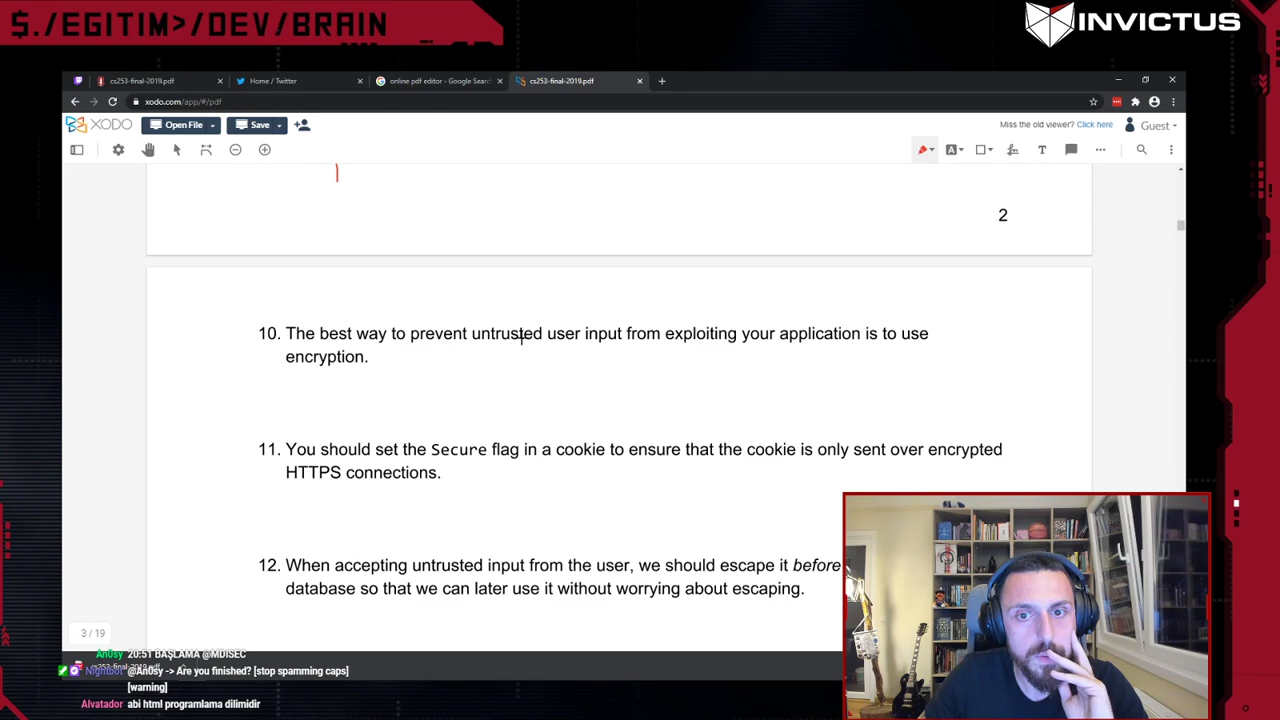 $./EGITIM>/DEV/BRAIN
INVICTUS
cs253-final-2019.pdf
Home / Twitter
online pdf editor - Google Searc
cs253-final-2019.pdf
xodo.com/app/#/pdf
XODO
Open File
Save
Miss the old viewer? Click here
Guest
2
10. The best way to prevent untrusted user input from exploiting your application is to use
encryption.
11. You should set the Secure flag in a cookie to ensure that the cookie is only sent over encrypted
HTTPS connections.
12. When accepting untrusted input from the user, we should escape it before
database so that we can later use it without worrying about escaping.
3 / 19
An0sy 20:51 BAŞLAMA @MDISEC
Nightbot @An0sy -> Are you finished? [stop spamming caps]
[warning]
Alvatador abi html programlama dilimidir